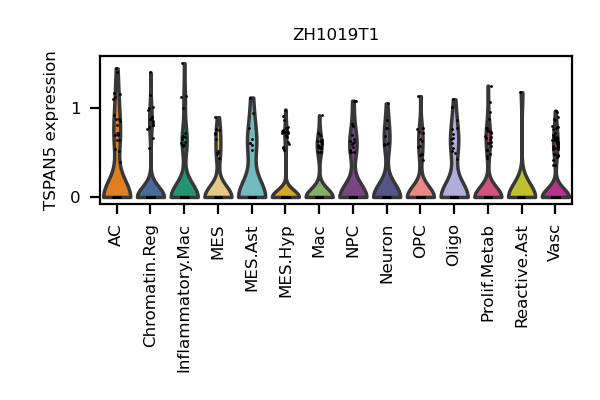 ZH1019T1
TSPAN5 expression
1
0
AC
Chromatin.Reg
Inflammatory.Mac
MES
MES.Ast
MES.Hyp
Mac
NPC
Neuron
OPC
Oligo
Prolif.Metab
Reactive.Ast
Vasc